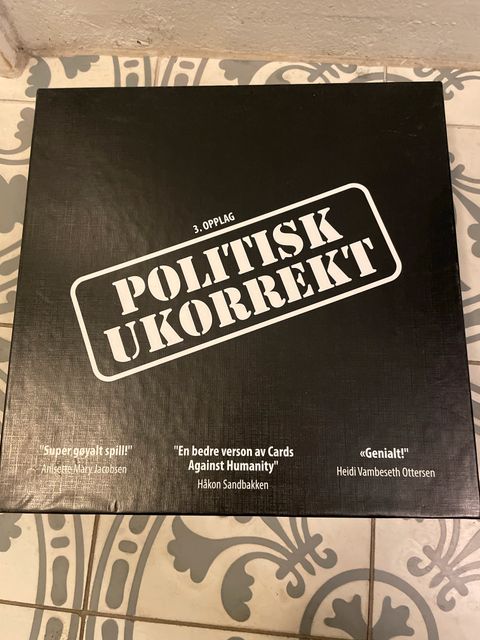 3. OPPLAG
POLITISK
UKORREKT
"Super gøyalt spill!"
Anisette Mary Jacobsen
"En bedre verson av Cards
Against Humanity"
Håkon Sandbakken
«Genialt!"
Heidi Vambeseth Ottersen